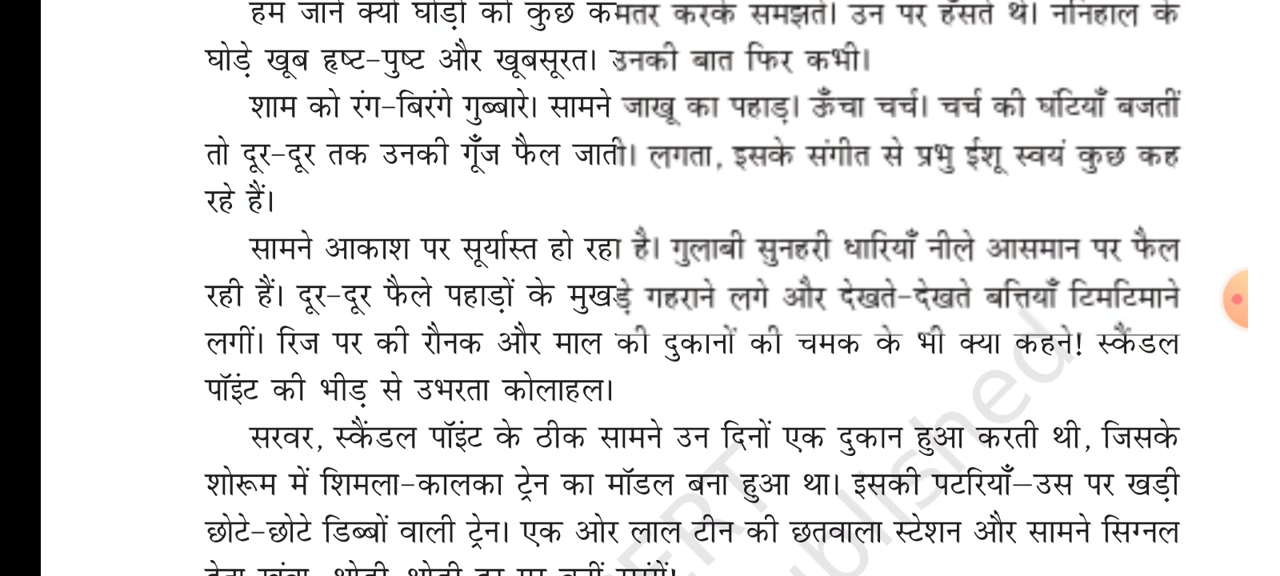 हम जाने क्यों घोड़ों को कुछ कमतर करके समझते। उन पर हँसते थे। ननिहाल के
घोड़े खूब हृष्ट-पुष्ट और खूबसूरत। उनकी बात फिर कभी।
शाम को रंग-बिरंगे गुब्बारे। सामने जाखू का पहाड़। ऊँचा चर्च। चर्च की घंटियाँ बजतीं
तो दूर-दूर तक उनकी गूँज फैल जाती। लगता, इसके संगीत से प्रभु ईशू स्वयं कुछ कह
रहे हैं।
सामने आकाश पर सूर्यास्त हो रहा है। गुलाबी सुनहरी धारियाँ नीले आसमान पर फैल
रही हैं। दूर-दूर फैले पहाड़ों के मुखड़े गहराने लगे और देखते-देखते बत्तियाँ टिमटिमाने
लगीं। रिज पर की रौनक और माल की दुकानों की चमक के भी क्या कहने! स्कैंडल
पॉइंट की भीड़ से उभरता कोलाहल।
सरवर, स्कैंडल पॉइंट के ठीक सामने उन दिनों एक दुकान हुआ करती थी, जिसके
शोरूम में शिमला-कालका ट्रेन का मॉडल बना हुआ था। इसकी पटरियाँ—उस पर खड़ी
छोटे-छोटे डिब्बों वाली ट्रेन। एक ओर लाल टीन की छतवाला स्टेशन और सामने सिग्नल